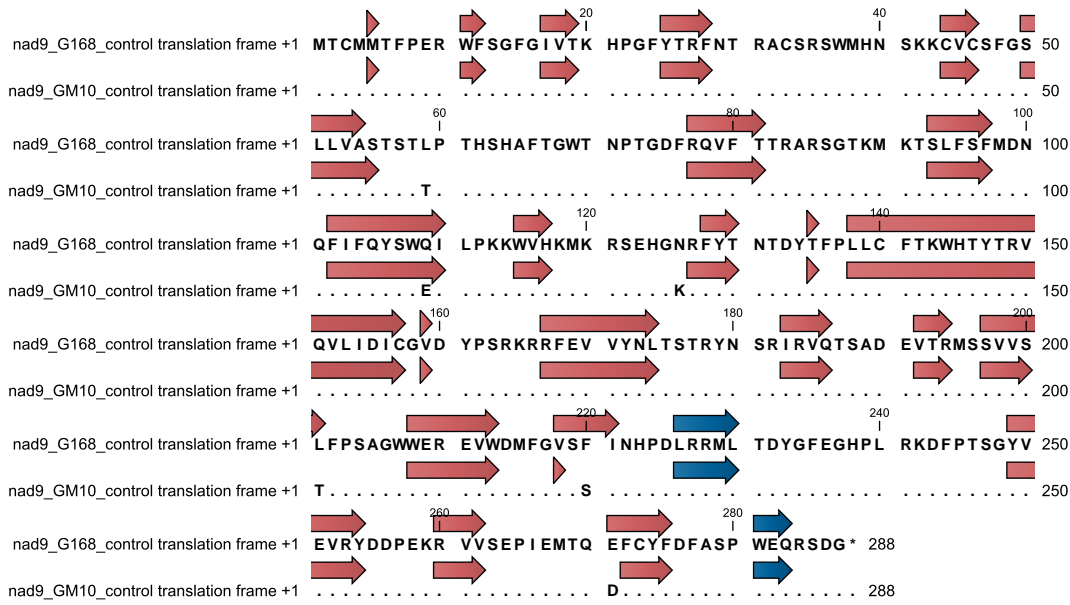 20 40
nad9_G168_control translation frame +1 MTCMMTFPER WFSGFGIVTK HPGFYTRFNT RACSRSWMHN SKKCVCSFGS 50
nad9_GM10_control translation frame +1 .......... .......... .......... .......... .......... 50
60 80 100
nad9_G168_control translation frame +1 LLVASTSTLP THSHAFTGWT NPTGDFRQVF TTRARSGTKM KTSLFSFMDN 100
nad9_GM10_control translation frame +1 ........T. .......... .......... .......... .......... 100
120 140
nad9_G168_control translation frame +1 QFIFQYSWQI LPKKWVHKMK RSEHGNRFYT NTDYTFPLLC FTKWHTYTRV 150
nad9_GM10_control translation frame +1 ........E. .......... .....K.... .......... .......... 150
160 180 200
nad9_G168_control translation frame +1 QVLIDICGVD YPSRKRRFEV VYNLTSTRYN SRIRVQTSAD EVTRMSSVVS 200
nad9_GM10_control translation frame +1 .......... .......... .......... .......... .......... 200
220 240
nad9_G168_control translation frame +1 LFPSAGWWER EVWDMFGVSF INHPDLRRML TDYGFEGHPL RKDFPTSGYV 250
nad9_GM10_control translation frame +1 T......... .........S .......... .......... .......... 250
260 280
nad9_G168_control translation frame +1 EVRYDDPEKR VVSEPIEMTQ EFCYFDFASP WEQRSDG* 288
nad9_GM10_control translation frame +1 .......... .......... D......... ........ 288